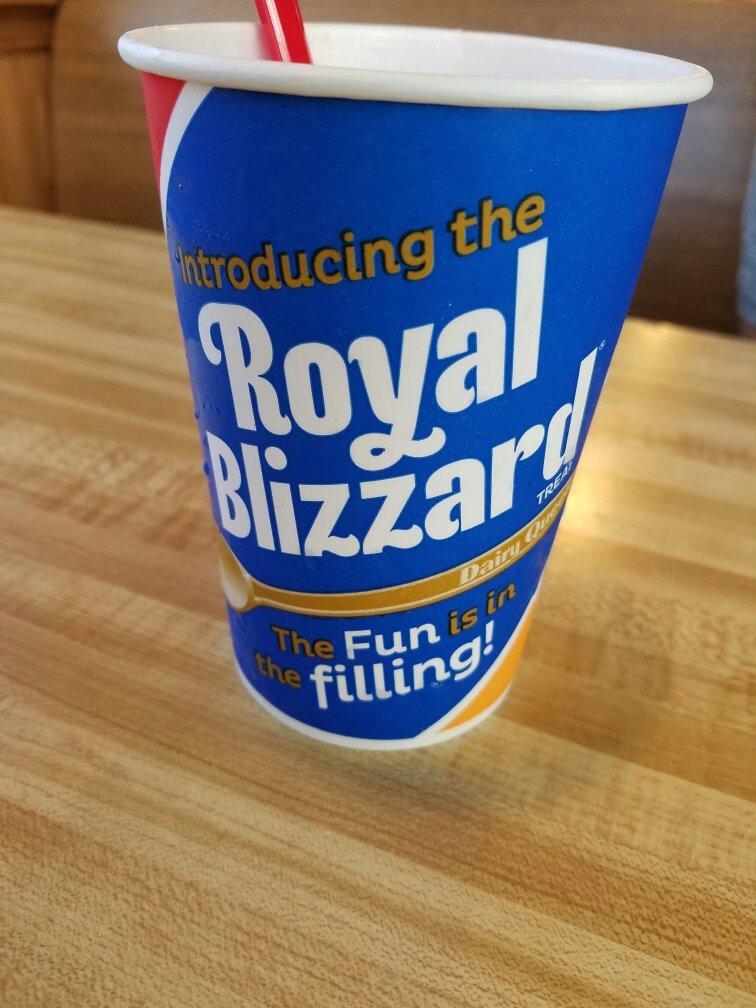 Introducing the
Royal
Blizzard®
TREAT
Dairy Queen
The Fun is in
the filling!